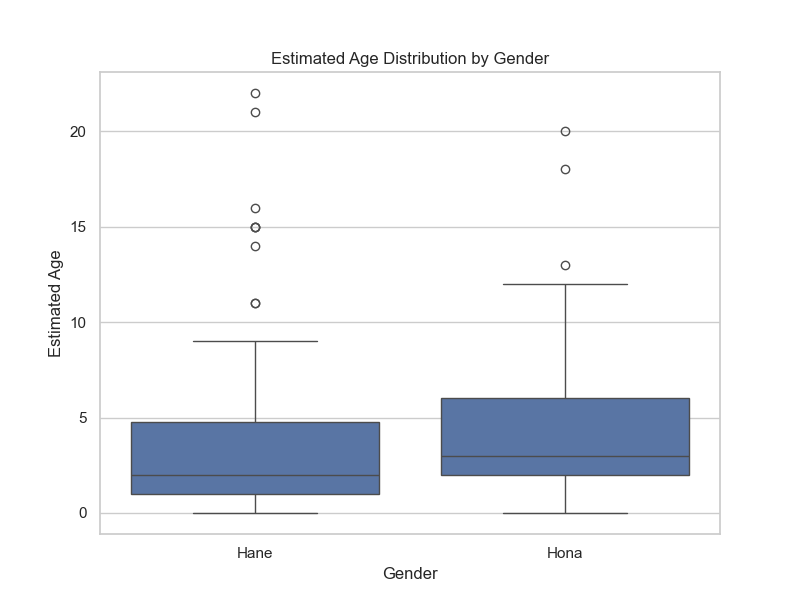 Estimated Age Distribution by Gender
Estimated Age
20
15
10
5
0
Hane
Hona
Gender